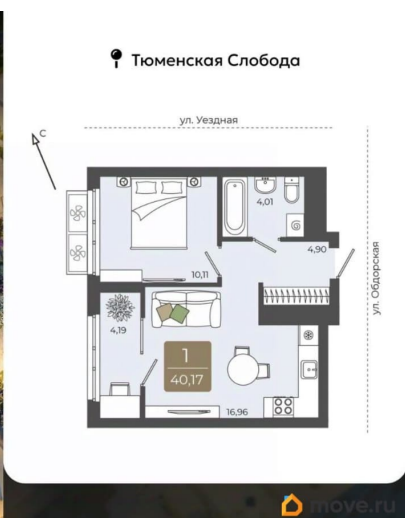 Тюменская Слобода
ул. Уездная
С
4,01
4,90
10,11
ул. Обдорская
4,19
1
40,17
16,96
move.ru